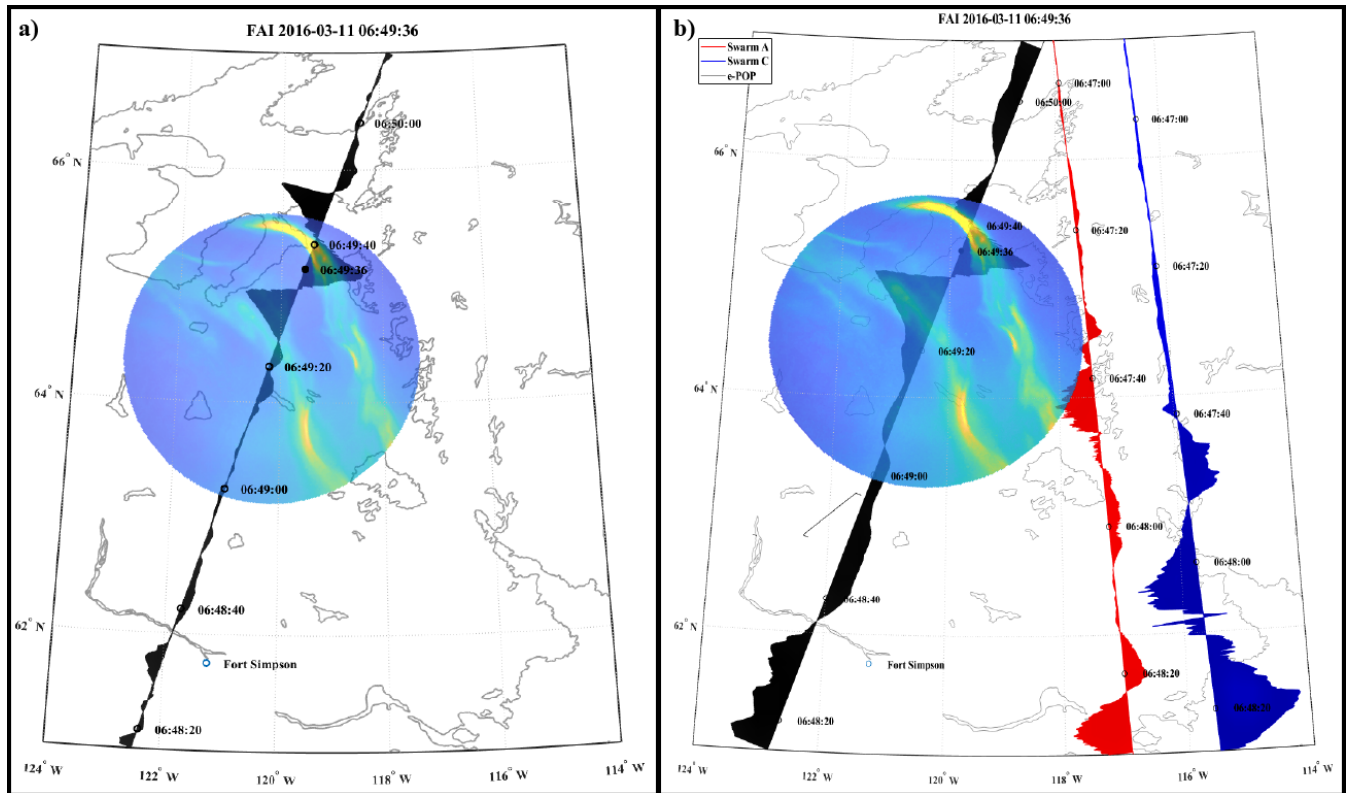 a)
FAI 2016-03-11 06:49:36
06:50:00
66° N
06:49:40
06:49:36
06:49:20
64° N
06:49:00
06:48:40
62° N
Fort Simpson
06:48:20
124° W
122° W
120° W
118° W
116° W
114° W
b)
FAI 2016-03-11 06:49:36
Swarm A
Swarm C
e-POP
06:47:00
06:50:00
06:47:00
66° N
06:49:40
06:47:20
06:49:36
06:47:20
06:49:20
06:47:40
64° N
06:47:40
06:49:00
06:48:00
06:48:00
06:48:40
62° N
Fort Simpson
06:48:20
06:48:20
06:48:20
124° W
122° W
120° W
118° W
116° W
114° W